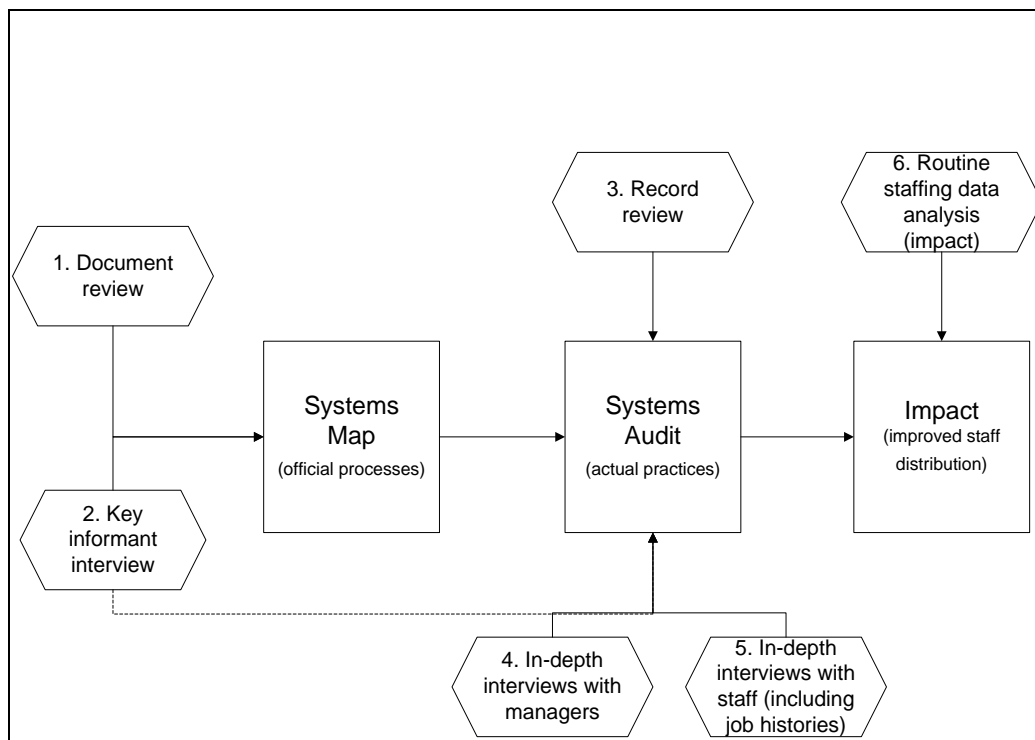 1. Document
review
2. Key
informant
interview
Systems
Map
(official processes)
3. Record
review
Systems
Audit
(actual practices)
4. In-depth
interviews with
managers
5. In-depth
interviews with
staff (including
job histories)
6. Routine
staffing data
analysis
(impact)
Impact
(improved staff
distribution)